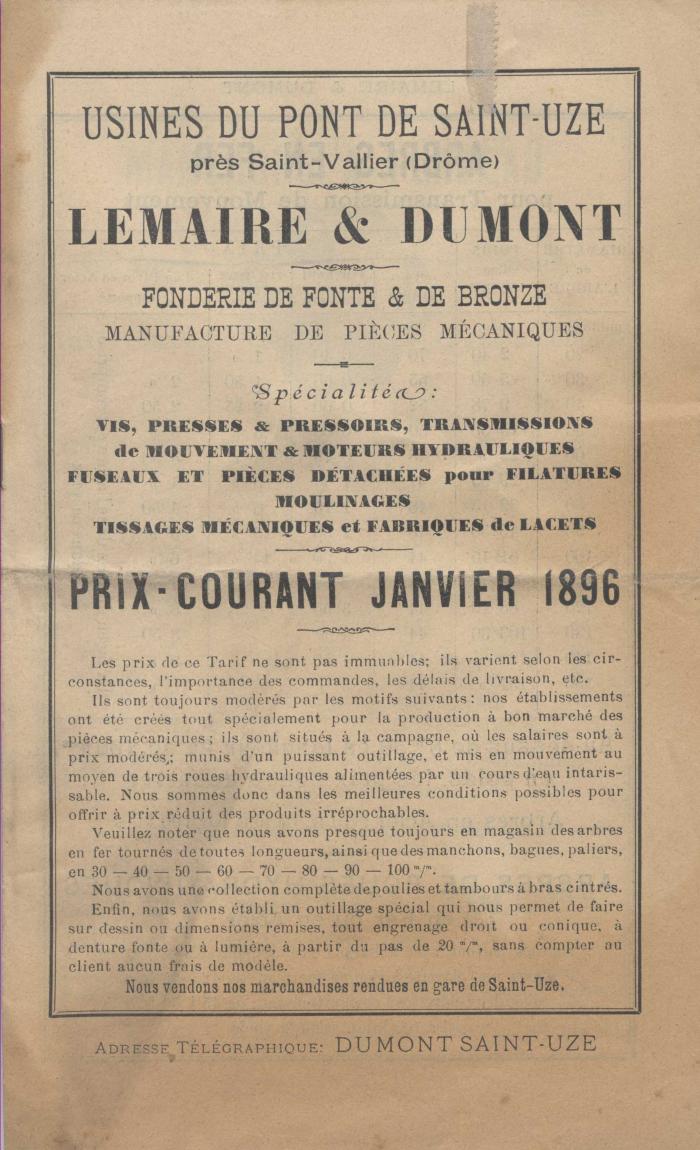 USINES DU PONT DE SAINT-UZE
près Saint-Vallier (Drôme)
LEMAIRE & DUMONT
FONDERIE DE FONTE & DE BRONZE
MANUFACTURE DE PIÈCES MÉCANIQUES
Spécialités :
VIS, PRESSES & PRESSOIRS, TRANSMISSIONS
de MOUVEMENT & MOTEURS HYDRAULIQUES
FUSEAUX ET PIÈCES DÉTACHÉES pour FILATURES
MOULINAGES
TISSAGES MÉCANIQUES et FABRIQUES de LACETS
PRIX-COURANT JANVIER 1896
Les prix de ce Tarif ne sont pas immuables; ils varient selon les cir-
constances, l'importance des commandes, les délais de livraison, etc.
Ils sont toujours modérés par les motifs suivants : nos établissements
ont été créés tout spécialement pour la production à bon marché des
pièces mécaniques ; ils sont situés à la campagne, où les salaires sont à
prix modérés; munis d'un puissant outillage, et mis en mouvement au
moyen de trois roues hydrauliques alimentées par un cours d'eau intaris-
sable. Nous sommes donc dans les meilleures conditions possibles pour
offrir à prix réduit des produits irréprochables.
Veuillez noter que nous avons presque toujours en magasin des arbres
en fer tournés de toutes longueurs, ainsi que des manchons, bagues, paliers,
en 30 — 40 — 50 — 60 — 70 — 80 — 90 — 100 m/m.
Nous avons une collection complète de poulies et tambours à bras cintrés.
Enfin, nous avons établi un outillage spécial qui nous permet de faire
sur dessin ou dimensions remises, tout engrenage droit ou conique, à
denture fonte ou à lumière, à partir du pas de 20 m/m, sans compter au
client aucun frais de modèle.
Nous vendons nos marchandises rendues en gare de Saint-Uze.
ADRESSE TÉLÉGRAPHIQUE: DUMONT SAINT-UZE